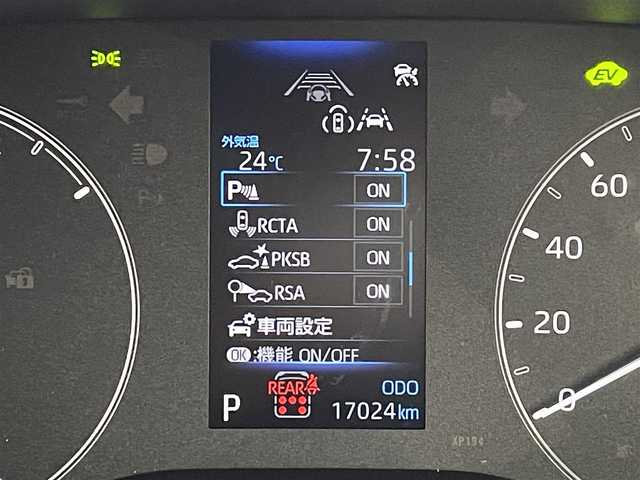 EV
外気温
24℃ 7:58
P ON
RCTA ON
PKSB ON
RSA ON
車両設定
OK:機能 ON/OFF
REAR
P
ODO
17024km
60
40
20
0
XP194